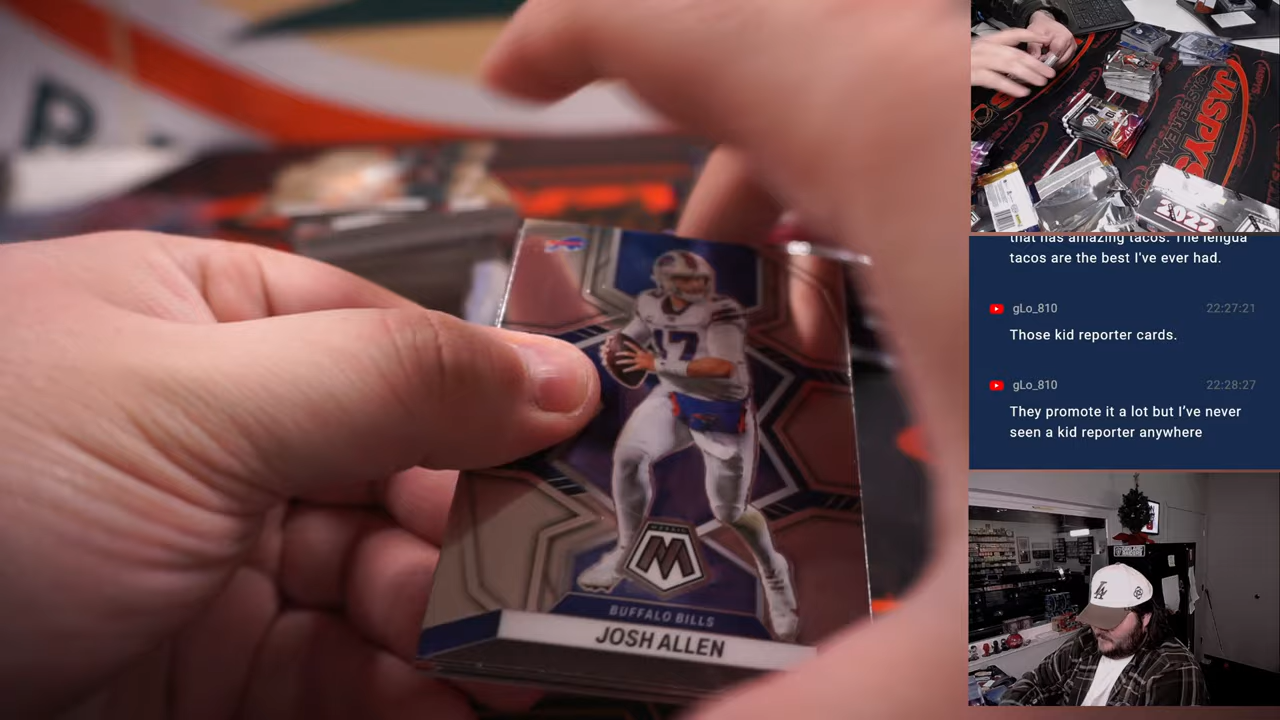 17
MOSAIC
BUFFALO BILLS
JOSH ALLEN
JASPYS
2022
that has amazing tacos. The lengua
tacos are the best I've ever had.
gLo_810 22:27:21
Those kid reporter cards.
gLo_810 22:28:27
They promote it a lot but I've never
seen a kid reporter anywhere
LA